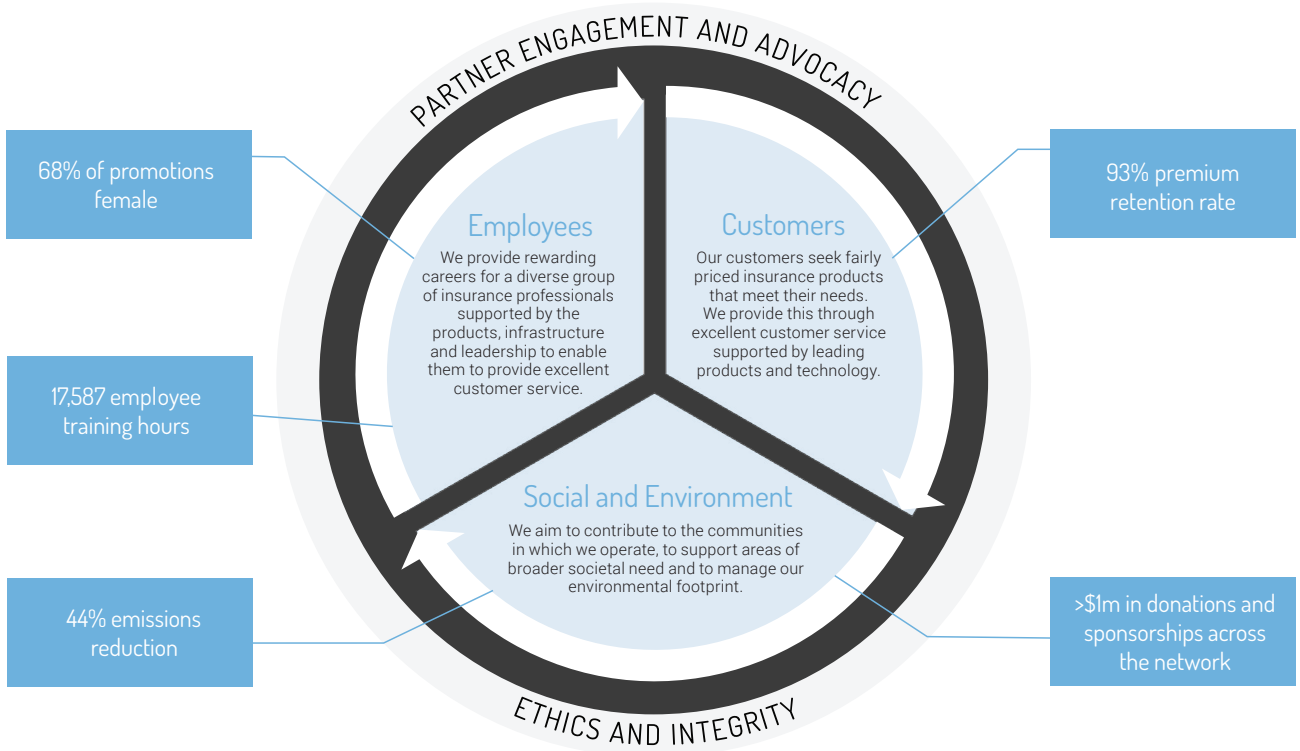 PARTNER ENGAGEMENT AND ADVOCACY
68% of promotions
female
93% premium
retention rate
Employees
We provide rewarding
careers for a diverse group
of insurance professionals
supported by the
products, infrastructure
and leadership to enable
them to provide excellent
customer service.
Customers
Our customers seek fairly
priced insurance products
that meet their needs.
We provide this through
excellent customer service
supported by leading
products and technology.
17,587 employee
training hours
Social and Environment
We aim to contribute to the communities
in which we operate, to support areas of
broader societal need and to manage our
environmental footprint.
44% emissions
reduction
>$1m in donations and
sponsorships across
the network
ETHICS AND INTEGRITY